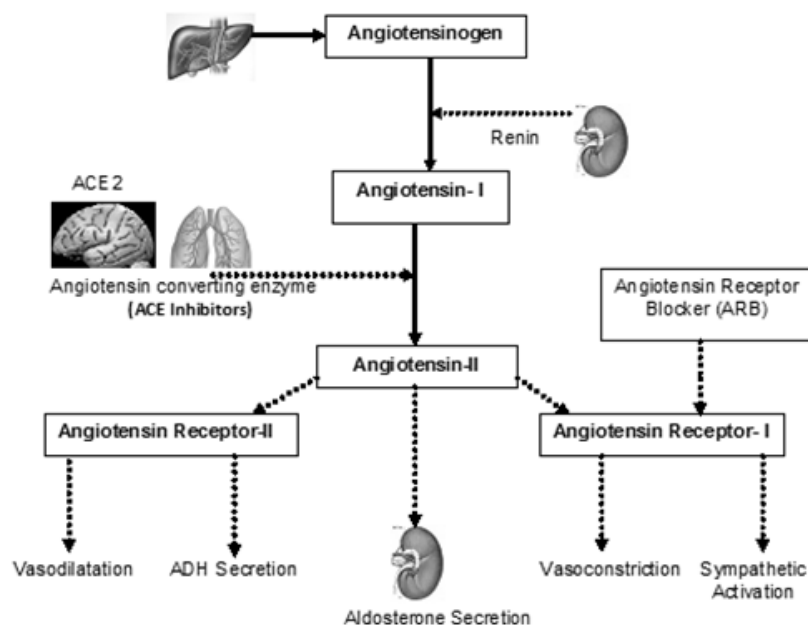 Angiotensinogen
Renin
Angiotensin- I
ACE 2
Angiotensin converting enzyme
(ACE Inhibitors)
Angiotensin Receptor
Blocker (ARB)
Angiotensin-II
Angiotensin Receptor-II
Angiotensin Receptor- I
Vasodilatation
ADH Secretion
Aldosterone Secretion
Vasoconstriction
Sympathetic
Activation